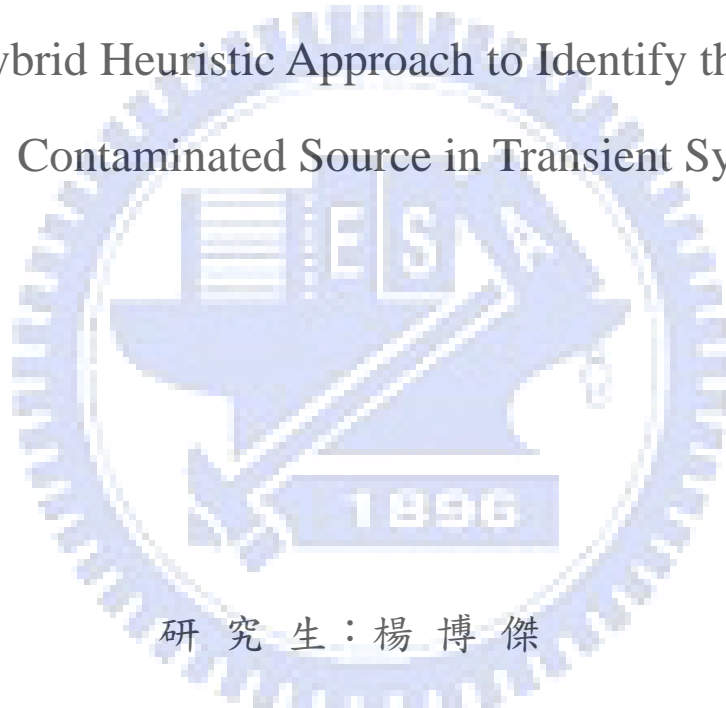 ybrid Heuristic Approach to Identify th
Contaminated Source in Transient Sy
E S A
1896
研 究 生：楊 博 傑